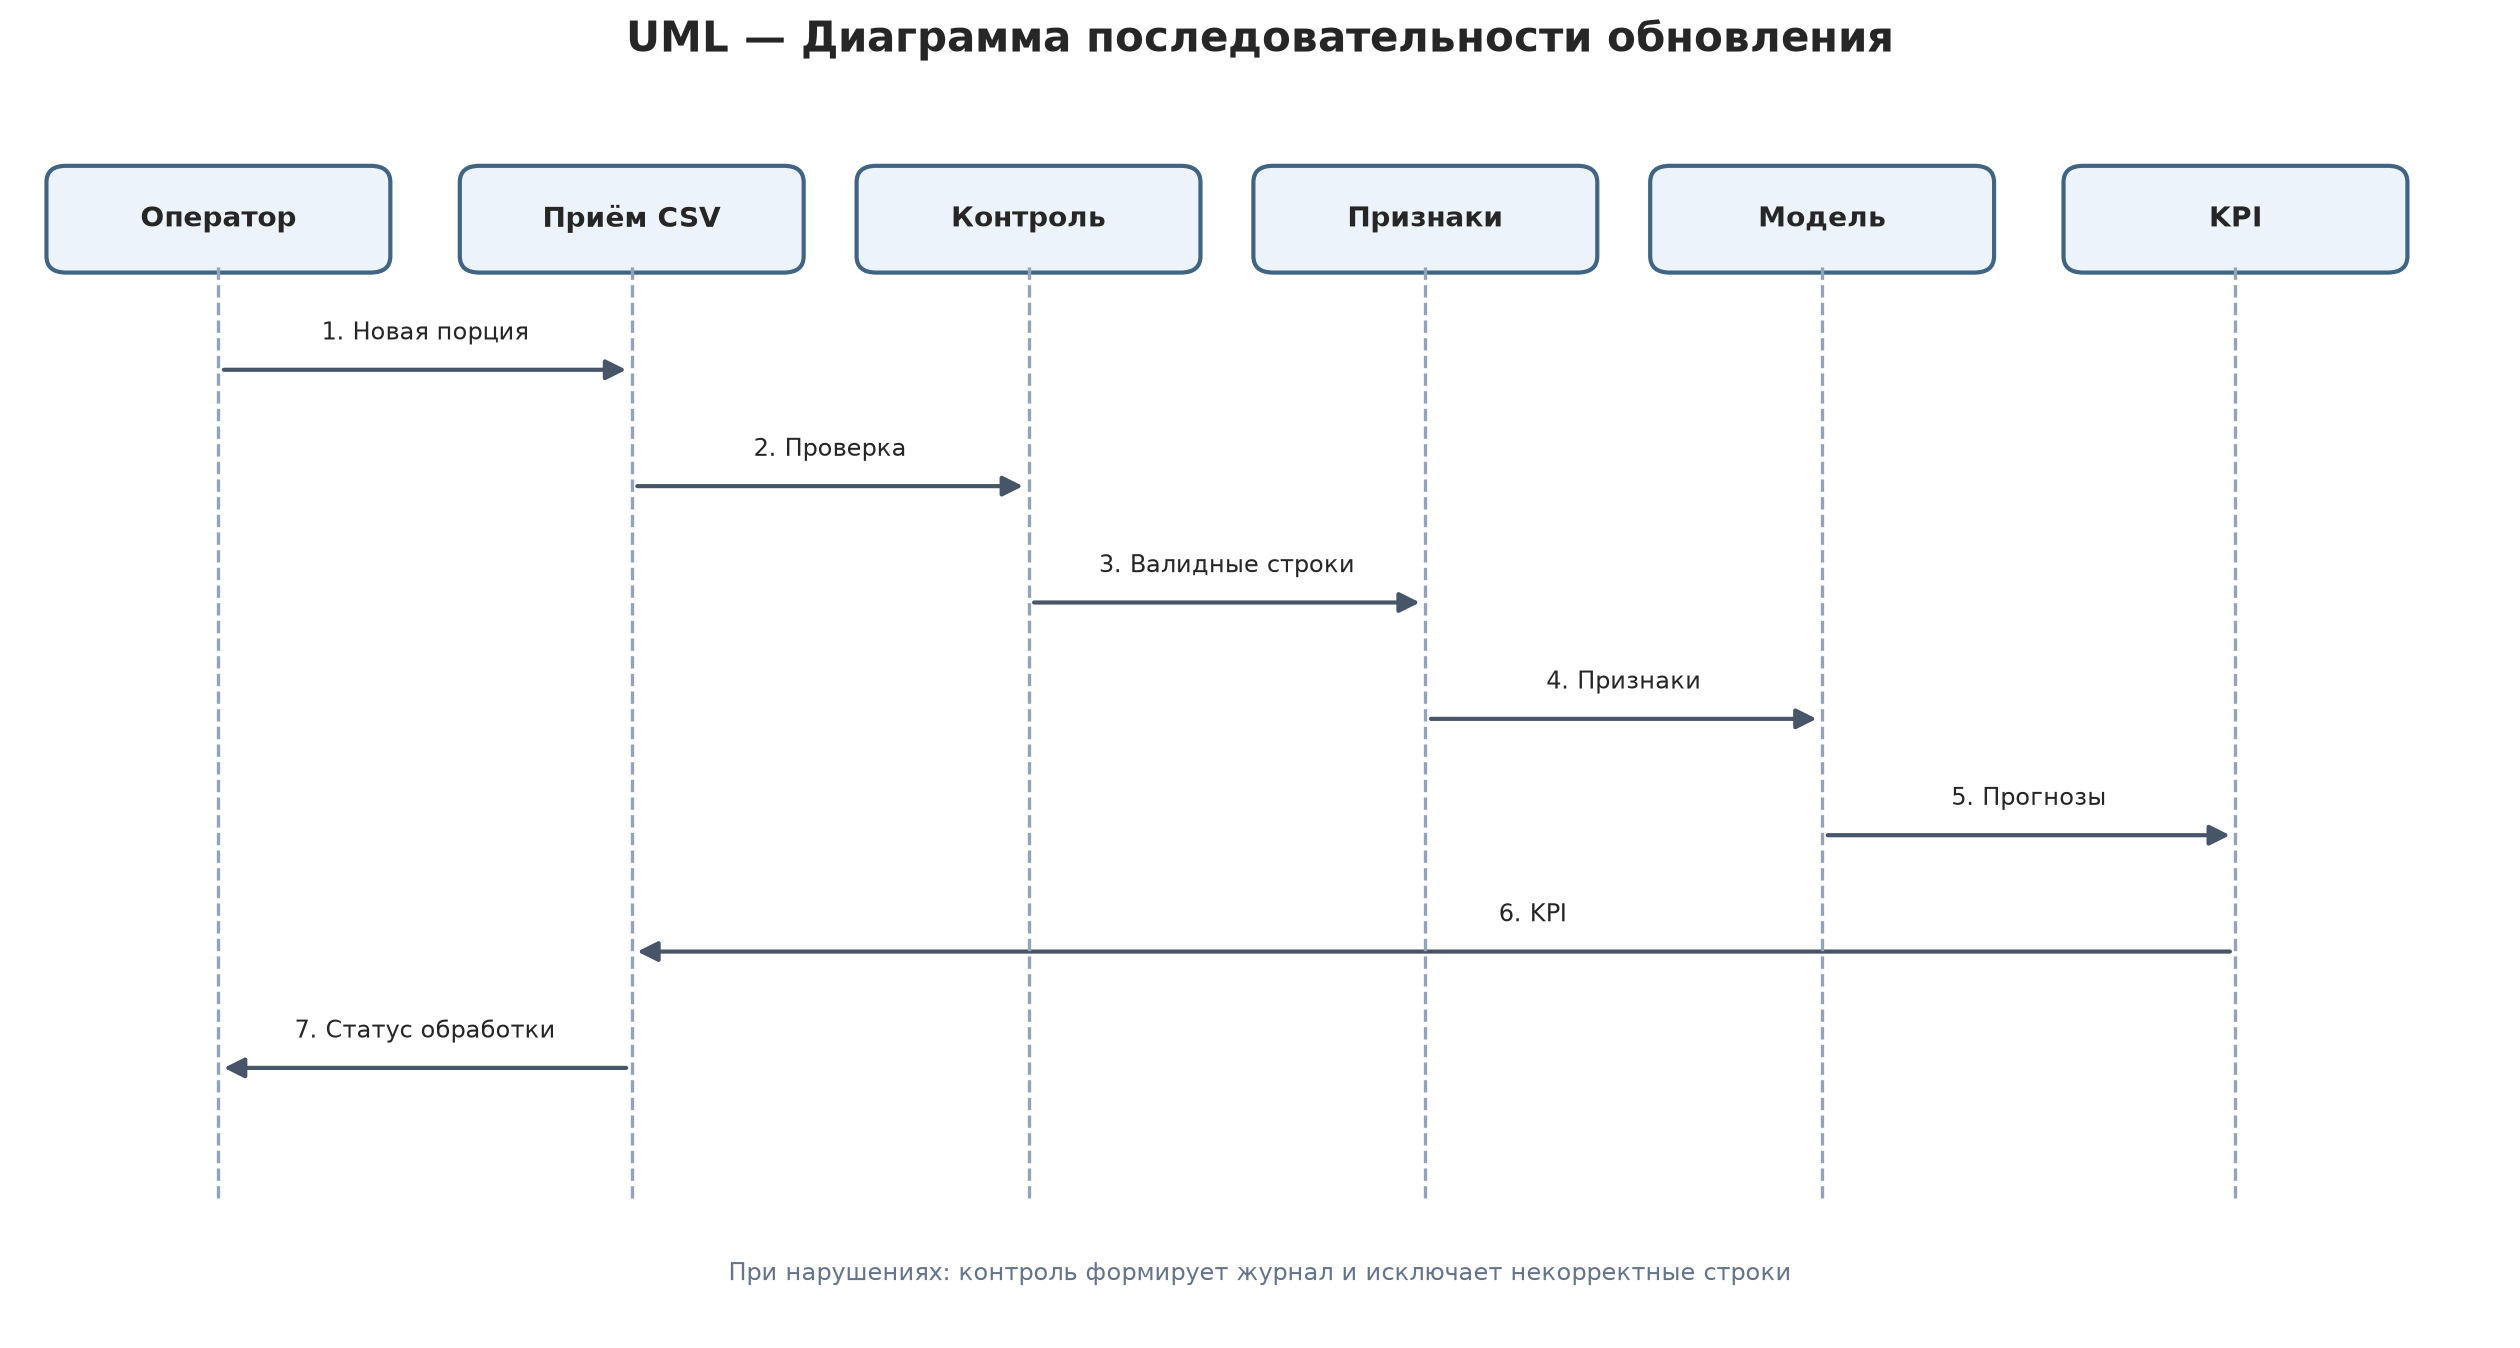 UML — Диаграмма последовательности обновления
Оператор
Приём CSV
Контроль
Признаки
Модель
KPI
1. Новая порция
2. Проверка
3. Валидные строки
4. Признаки
5. Прогнозы
6. KPI
7. Статус обработки
При нарушениях: контроль формирует журнал и исключает некорректные строки